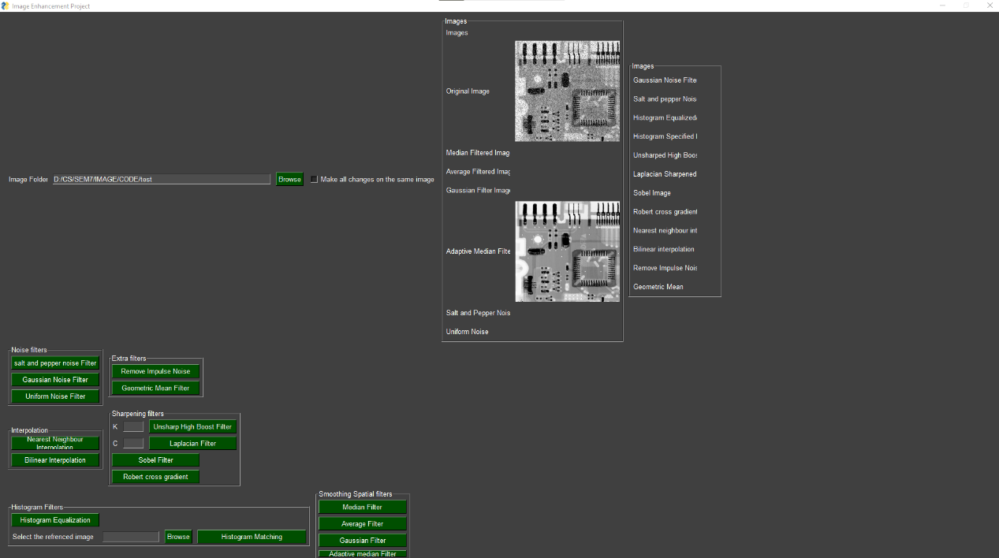 Image Enhancement Project
Images
Images
Original Image
Median Filtered Imag
Average Filtered Imag
Gaussian Filter Image
Adaptive Median Filte
Salt and Pepper Nois
Uniform Noise
Images
Gaussian Noise Filte
Salt and pepper Nois
Histogram Equalized
Histogram Specified I
Unsharped High Boos
Laplacian Sharpened
Sobel Image
Robert cross gradient
Nearest neighbour int
Bilinear interpolation
Remove Impulse Nois
Geometric Mean
Image Folder D:/CS/SEM7/IMAGE/CODE/test Browse Make all changes on the same image
Noise filters
salt and pepper noise Filter
Gaussian Noise Filter
Uniform Noise Filter
Extra filters
Remove Impulse Noise
Geometric Mean Filter
Interpolation
Nearest Neighbour
Interpolation
Bilinear Interpolation
Sharpening filters
K Unsharp High Boost Filter
C Laplacian Filter
Sobel Filter
Robert cross gradient
Histogram Filters
Histogram Equalization
Select the refrenced image Browse Histogram Matching
Smoothing Spatial filters
Median Filter
Average Filter
Gaussian Filter
Adaptive median Filter